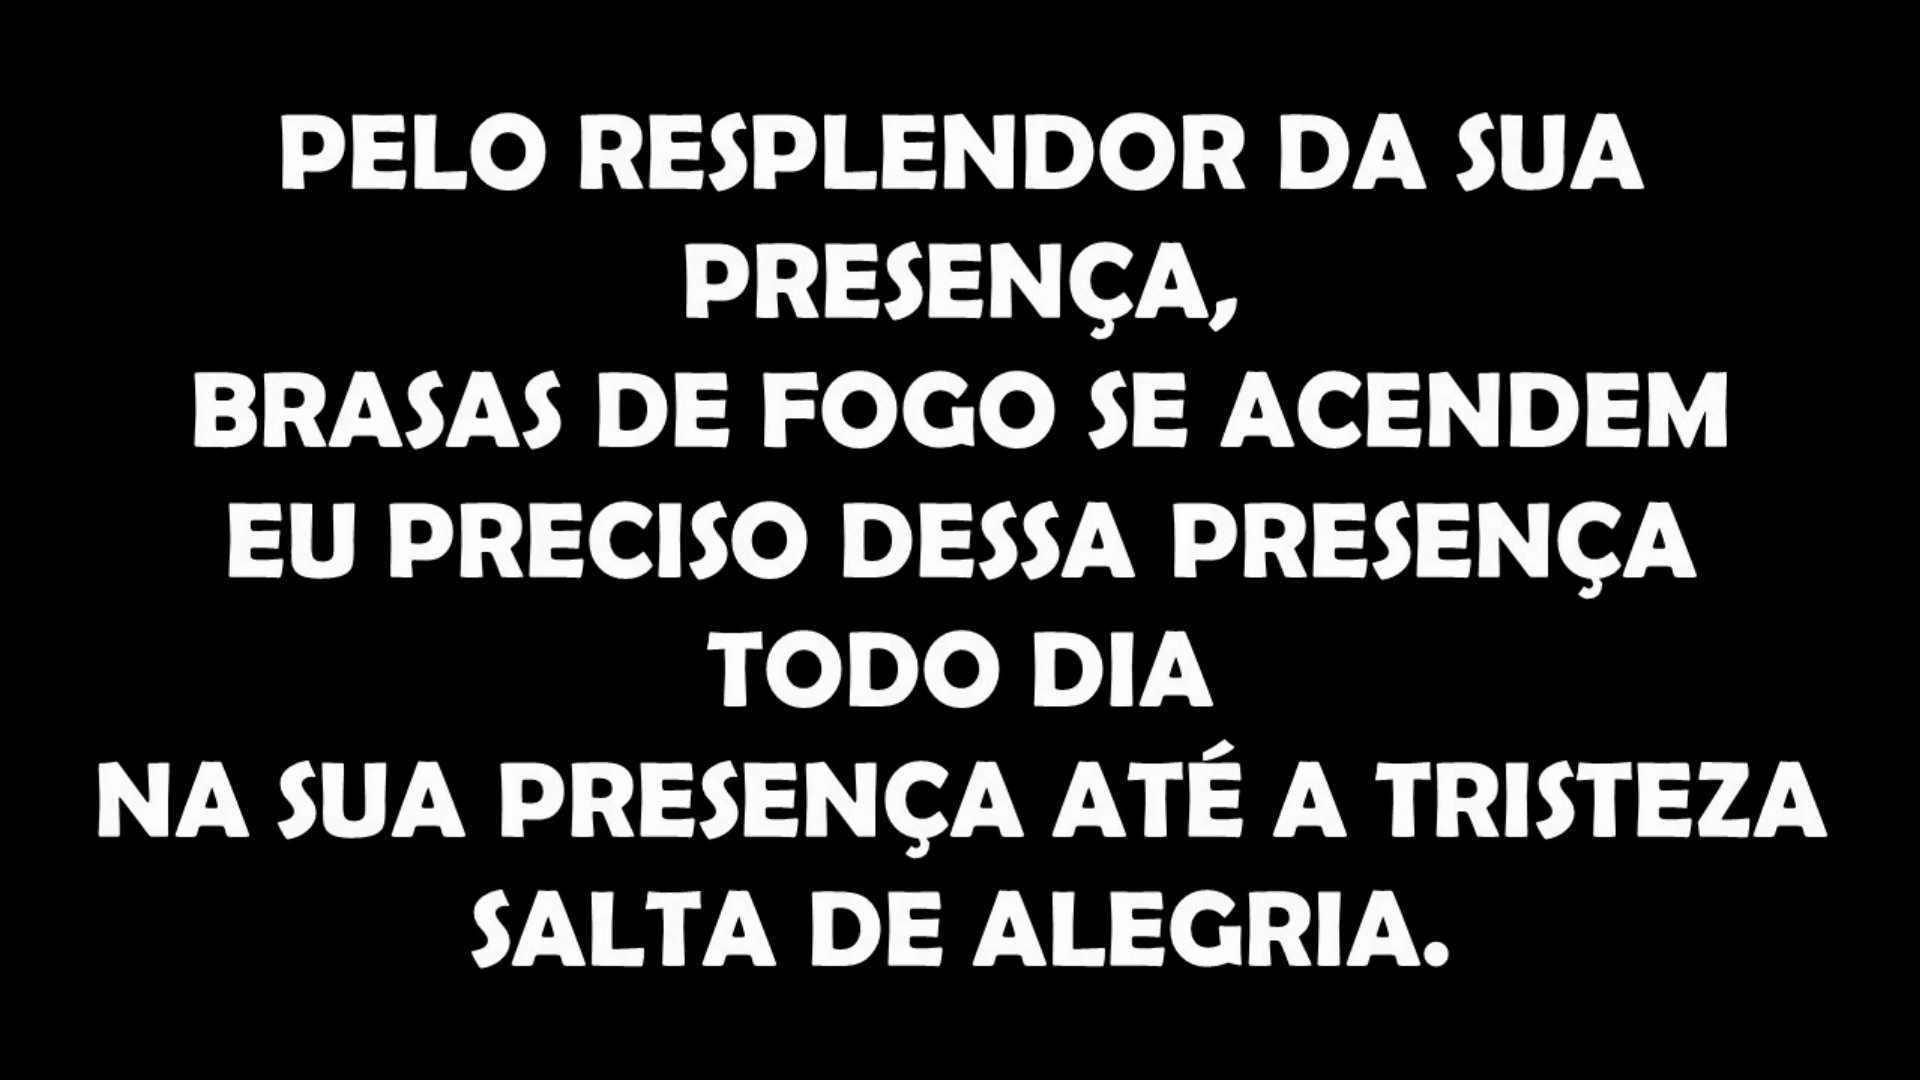 PELO RESPLENDOR DA SUA
PRESENÇA,
BRASAS DE FOGO SE ACENDEM
EU PRECISO DESSA PRESENÇA
TODO DIA
NA SUA PRESENÇA ATÉ A TRISTEZA
SALTA DE ALEGRIA.